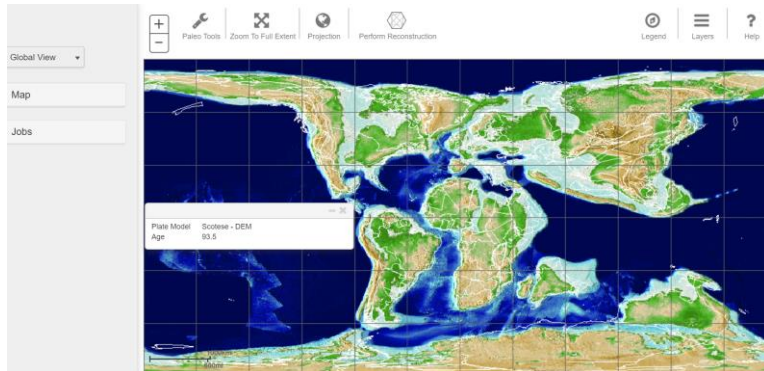 +
−
Paleo Tools
Zoom To Full Extent
Projection
Perform Reconstruction
Legend
Layers
? Help
Global View
Map
Jobs
Plate Model Scotese - DEM
Age 93.5